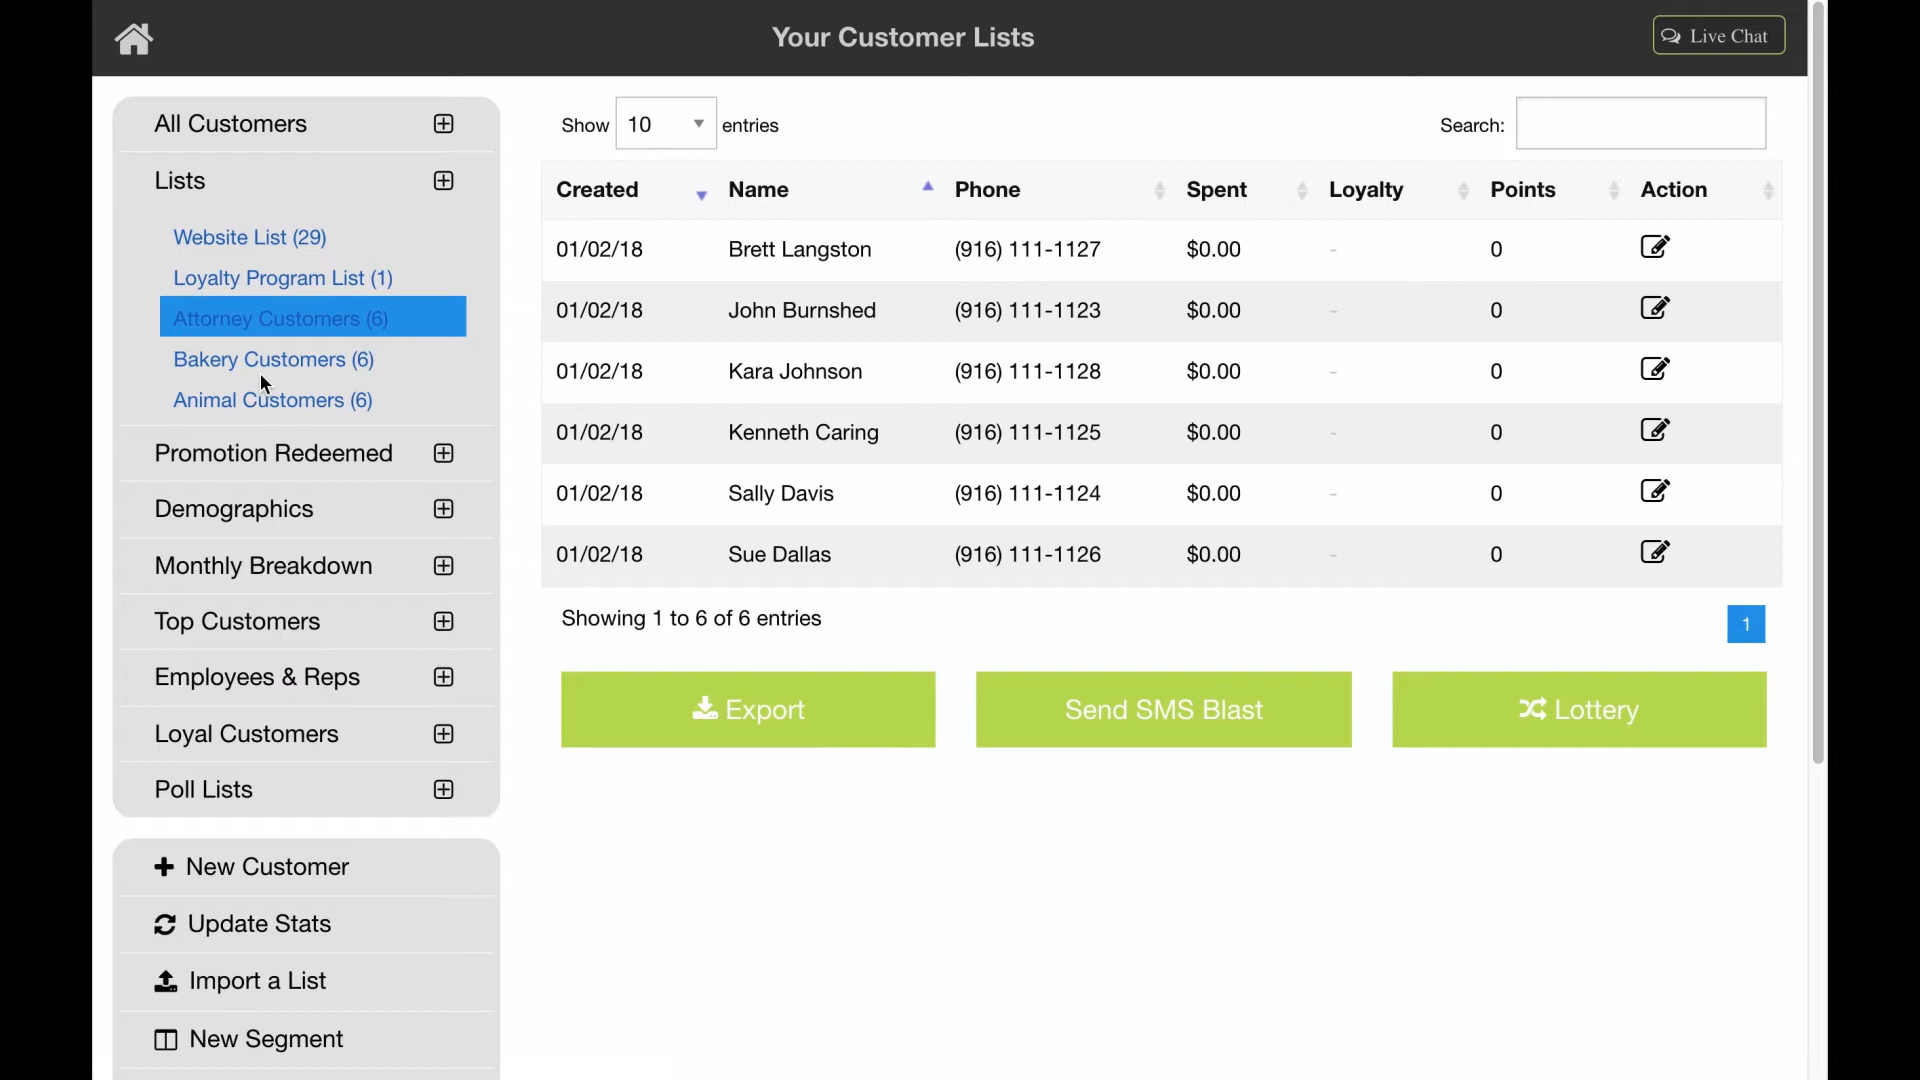 Your Customer Lists
Live Chat
All Customers
Lists
Website List (29)
Loyalty Program List (1)
Attorney Customers (6)
Bakery Customers (6)
Animal Customers (6)
Promotion Redeemed
Demographics
Monthly Breakdown
Top Customers
Employees & Reps
Loyal Customers
Poll Lists
New Customer
Update Stats
Import a List
New Segment
Show 10 entries
Search:
Created Name Phone Spent Loyalty Points Action
01/02/18 Brett Langston (916) 111-1127 $0.00 - 0
01/02/18 John Burnshed (916) 111-1123 $0.00 - 0
01/02/18 Kara Johnson (916) 111-1128 $0.00 - 0
01/02/18 Kenneth Caring (916) 111-1125 $0.00 - 0
01/02/18 Sally Davis (916) 111-1124 $0.00 - 0
01/02/18 Sue Dallas (916) 111-1126 $0.00 - 0
Showing 1 to 6 of 6 entries
1
Export
Send SMS Blast
Lottery